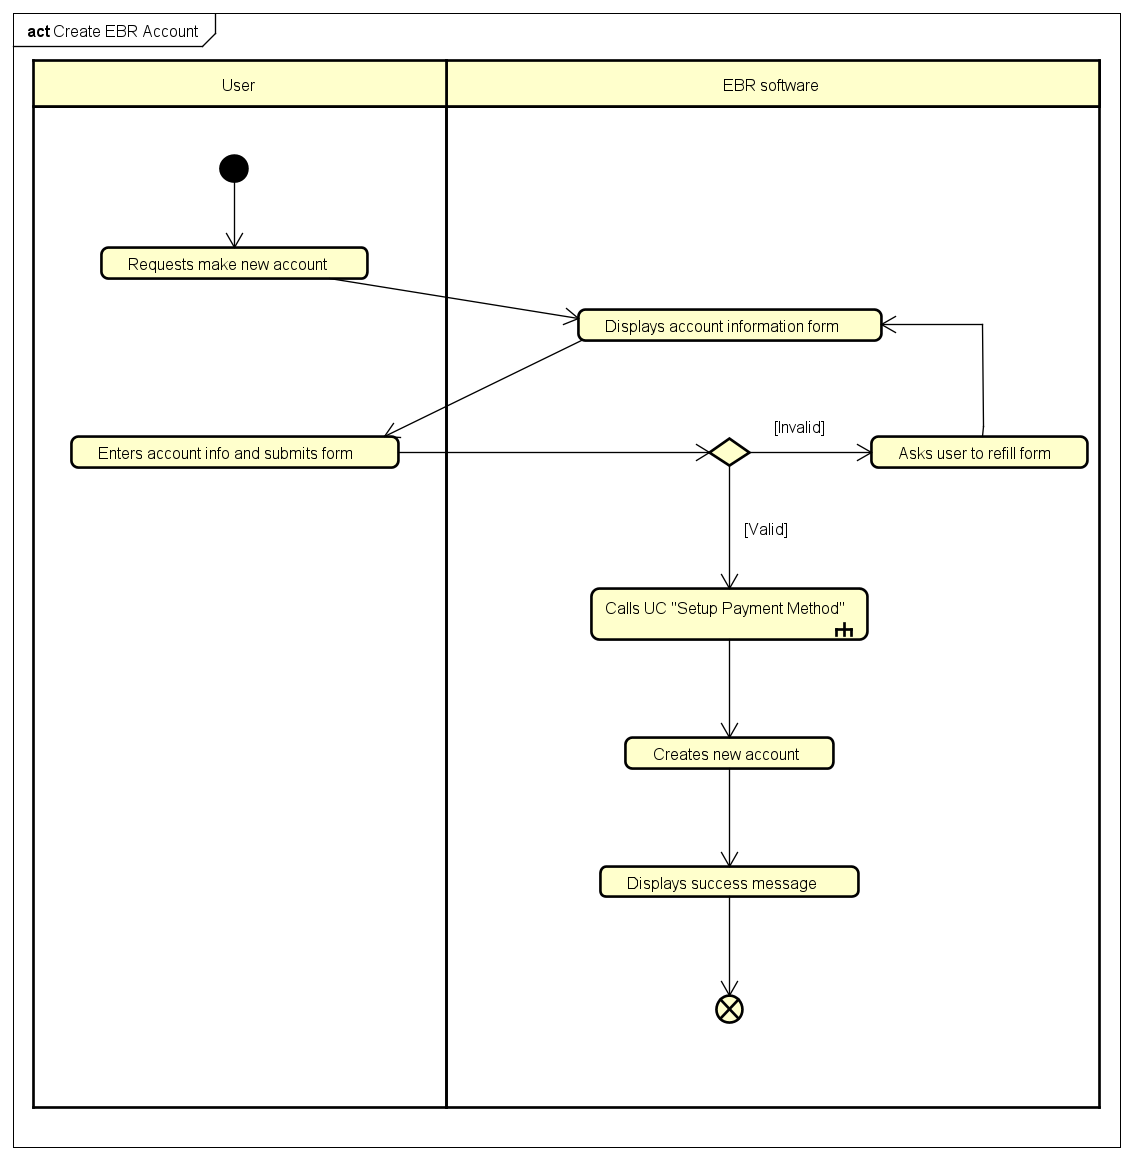 act Create EBR Account
User
EBR software
Requests make new account
Displays account information form
[Invalid]
Enters account info and submits form
Asks user to refill form
[Valid]
Calls UC "Setup Payment Method"
Creates new account
Displays success message